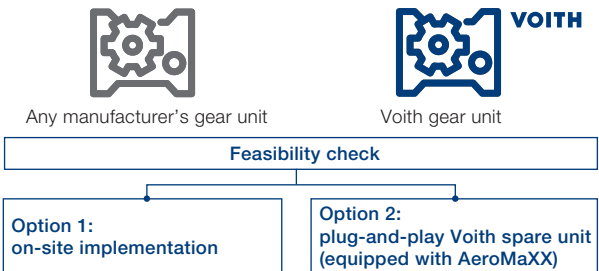 VOITH
Any manufacturer's gear unit
Voith gear unit
Feasibility check
Option 1:
on-site implementation
Option 2:
plug-and-play Voith spare unit
(equipped with AeroMaXX)